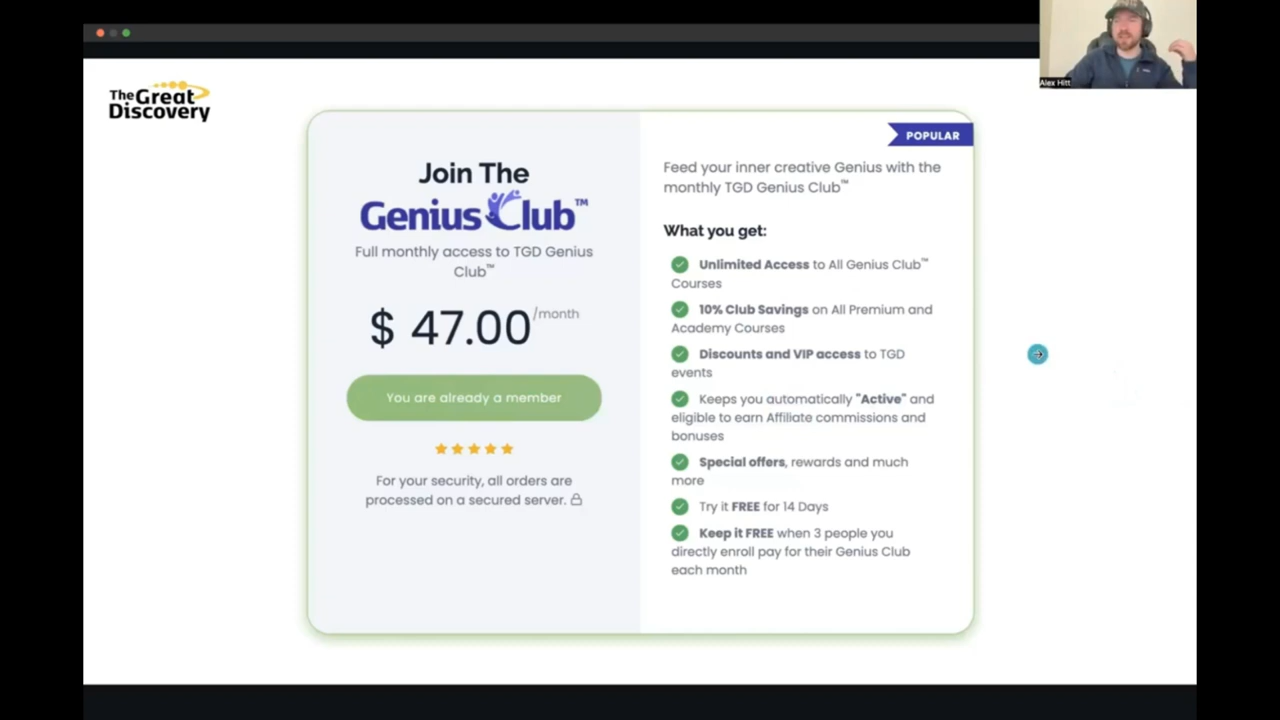 Alex Hitt
The Great
Discovery
POPULAR
Join The
Genius Club™
Full monthly access to TGD Genius
Club™
$ 47.00 /month
You are already a member
For your security, all orders are
processed on a secured server.
Feed your inner creative Genius with the
monthly TGD Genius Club™
What you get:
Unlimited Access to All Genius Club™
Courses
10% Club Savings on All Premium and
Academy Courses
Discounts and VIP access to TGD
events
Keeps you automatically "Active" and
eligible to earn Affiliate commissions and
bonuses
Special offers, rewards and much
more
Try it FREE for 14 Days
Keep it FREE when 3 people you
directly enroll pay for their Genius Club
each month